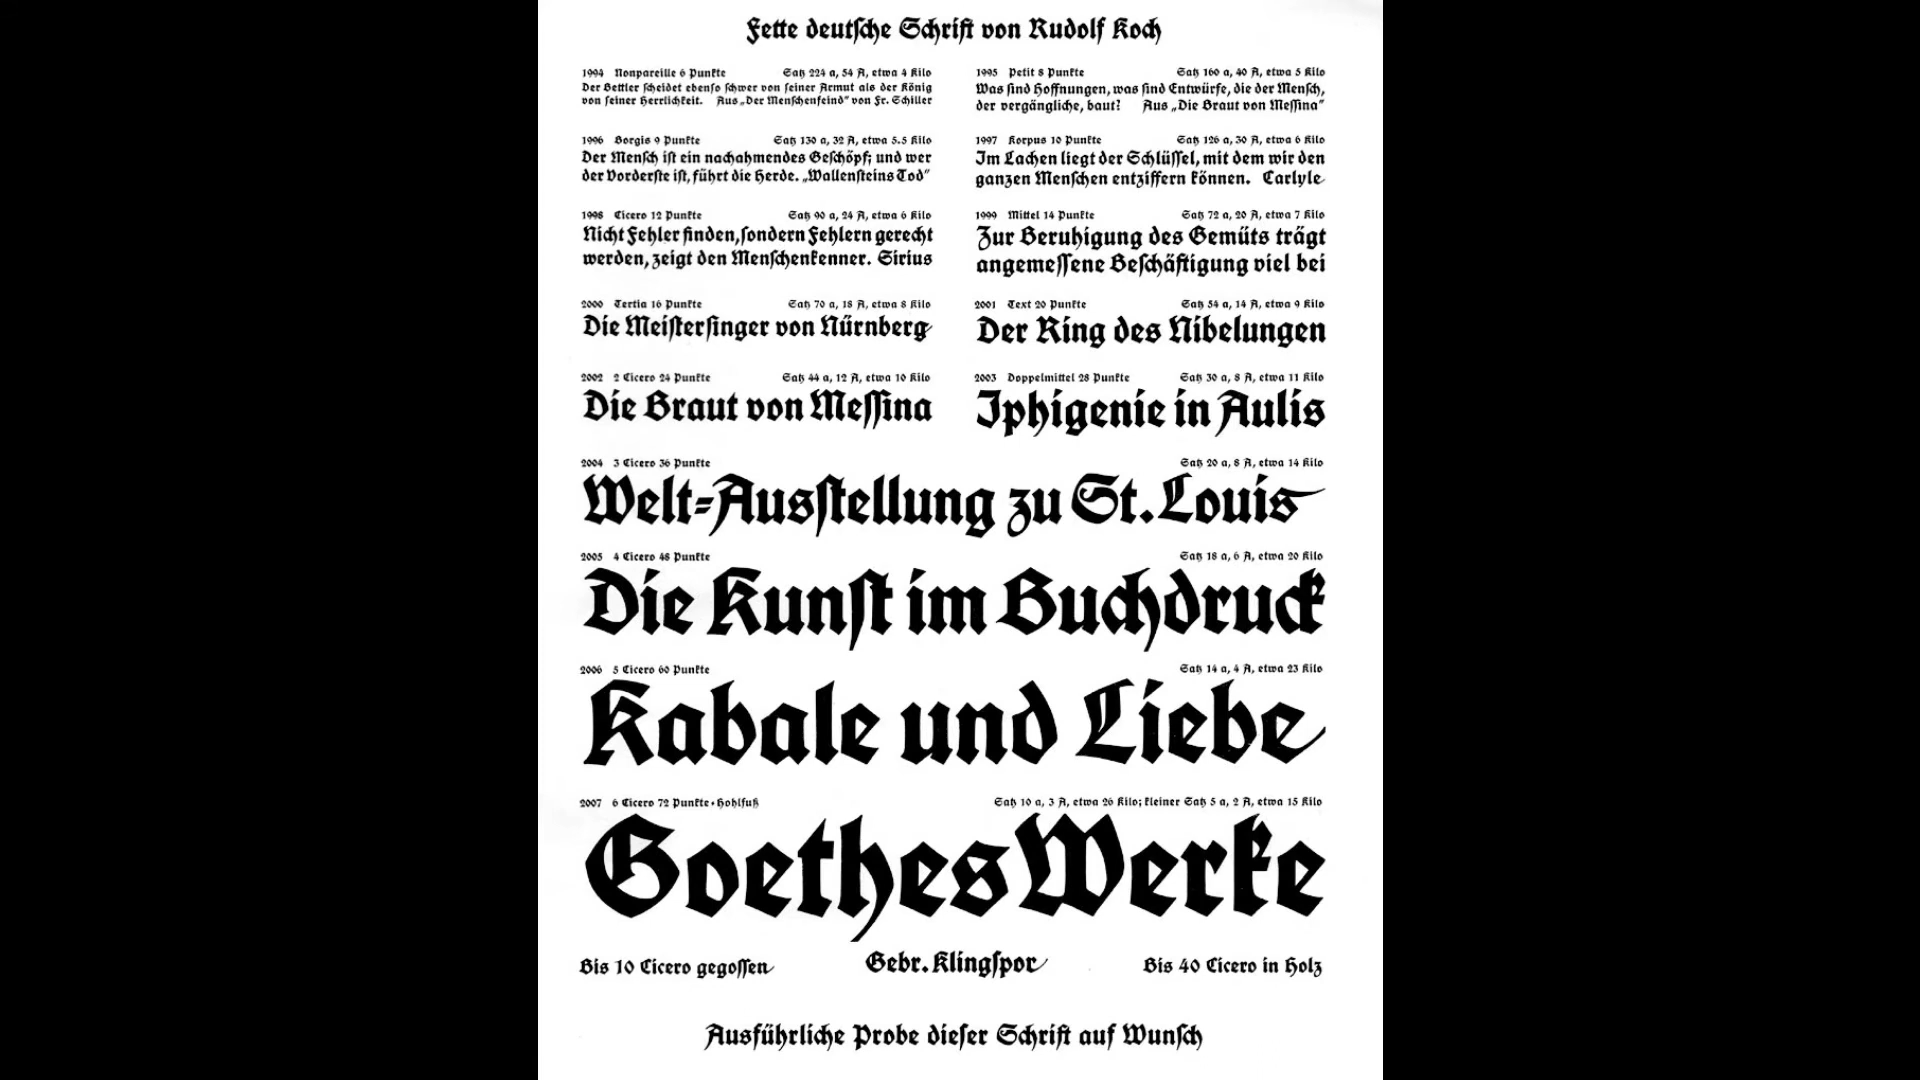 Fette deutsche Schrift von Rudolf Koch
1994 Nonpareille 6 Punkte Satz 224 a, 54 A, etwa 4 Kilo
Der Bettler scheidet ebenso schwer von seiner Armut als der König
von seiner Herrlichkeit. Aus „Der Menschenfeind“ von Fr. Schiller
1995 Petit 8 Punkte Satz 160 a, 40 A, etwa 5 Kilo
Was sind Hoffnungen, was sind Entwürfe, die der Mensch,
der vergängliche, baut? Aus „Die Braut von Messina“
1996 Borgis 9 Punkte Satz 130 a, 32 A, etwa 5.5 Kilo
Der Mensch ist ein nachahmendes Geschöpf; und wer
der Vorderste ist, führt die Herde. „Wallensteins Tod“
1997 Korpus 10 Punkte Satz 126 a, 30 A, etwa 6 Kilo
Im Lachen liegt der Schlüssel, mit dem wir den
ganzen Menschen entziffern können. Carlyle
1998 Cicero 12 Punkte Satz 90 a, 24 A, etwa 6 Kilo
Nicht Fehler finden, sondern Fehlern gerecht
werden, zeigt den Menschenkenner. Sirius
1999 Mittel 14 Punkte Satz 72 a, 20 A, etwa 7 Kilo
Zur Beruhigung des Gemüts trägt
angemessene Beschäftigung viel bei
2000 Tertia 16 Punkte Satz 70 a, 18 A, etwa 8 Kilo
Die Meistersinger von Nürnberg
2001 Text 20 Punkte Satz 54 a, 14 A, etwa 9 Kilo
Der Ring des Nibelungen
2002 2 Cicero 24 Punkte Satz 44 a, 12 A, etwa 10 Kilo
Die Braut von Messina
2003 Doppelmittel 28 Punkte Satz 30 a, 8 A, etwa 11 Kilo
Iphigenie in Aulis
2004 3 Cicero 36 Punkte Satz 20 a, 8 A, etwa 14 Kilo
Welt-Ausstellung zu St. Louis
2005 4 Cicero 48 Punkte Satz 18 a, 6 A, etwa 20 Kilo
Die Kunst im Buchdruck
2006 5 Cicero 60 Punkte Satz 14 a, 4 A, etwa 23 Kilo
Kabale und Liebe
2007 6 Cicero 72 Punkte + Hohlfuß Satz 10 a, 3 A, etwa 26 Kilo; kleiner Satz 5 a, 2 A, etwa 15 Kilo
Goethes Werke
Bis 10 Cicero gegossen Gebr. Klingspor Bis 40 Cicero in Holz
Ausführliche Probe dieser Schrift auf Wunsch